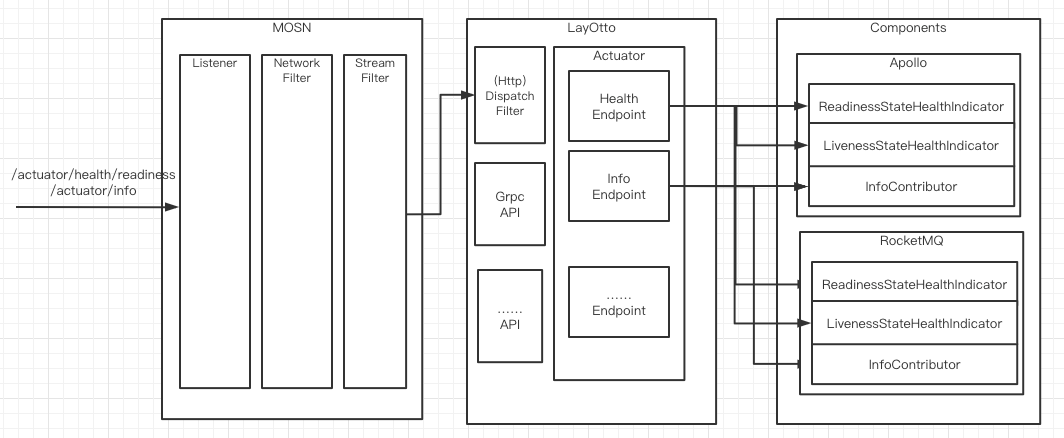 MOSN
Listener
Network
Filter
Stream
Filter
/actuator/health/readiness
/actuator/info
LayOtto
(Http)
Dispatch
Filter
Grpc
API
......
API
Actuator
Health
Endpoint
Info
Endpoint
......
Endpoint
Components
Apollo
ReadinessStateHealthIndicator
LivenessStateHealthIndicator
InfoContributor
RocketMQ
ReadinessStateHealthIndicator
LivenessStateHealthIndicator
InfoContributor